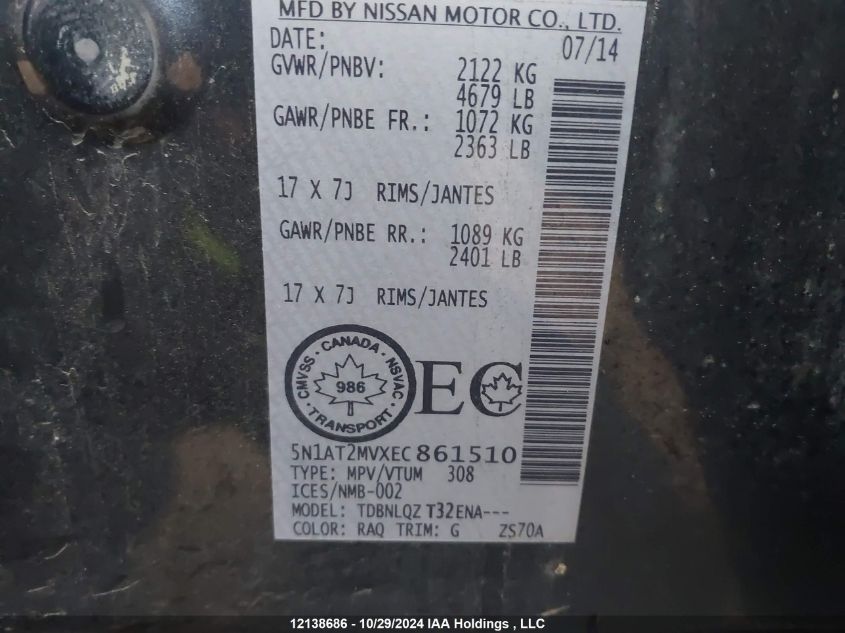 MFD BY NISSAN MOTOR CO., LTD.
DATE: 07/14
GVWR/PNBV: 2122 KG
4679 LB
GAWR/PNBE FR.: 1072 KG
2363 LB
17 X 7J RIMS/JANTES
GAWR/PNBE RR.: 1089 KG
2401 LB
17 X 7J RIMS/JANTES
CMVSS · CANADA · NSVAC · TRANSPORT
986
EC
5N1AT2MVXEC861510
TYPE: MPV/VTUM 308
ICES/NMB-002
MODEL: TDBNLQZ T32ENA---
COLOR: RAQ TRIM: G ZS70A
12138686 - 10/29/2024 IAA Holdings , LLC